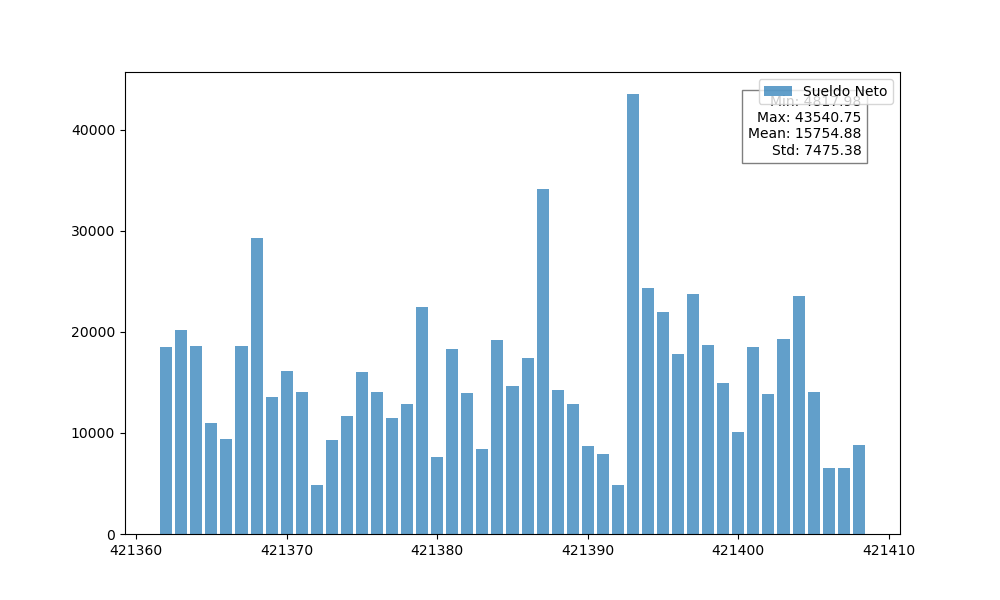 Sueldo Neto
Min: 4817.98
Max: 43540.75
Mean: 15754.88
Std: 7475.38
40000
30000
20000
10000
0
421360 421370 421380 421390 421400 421410